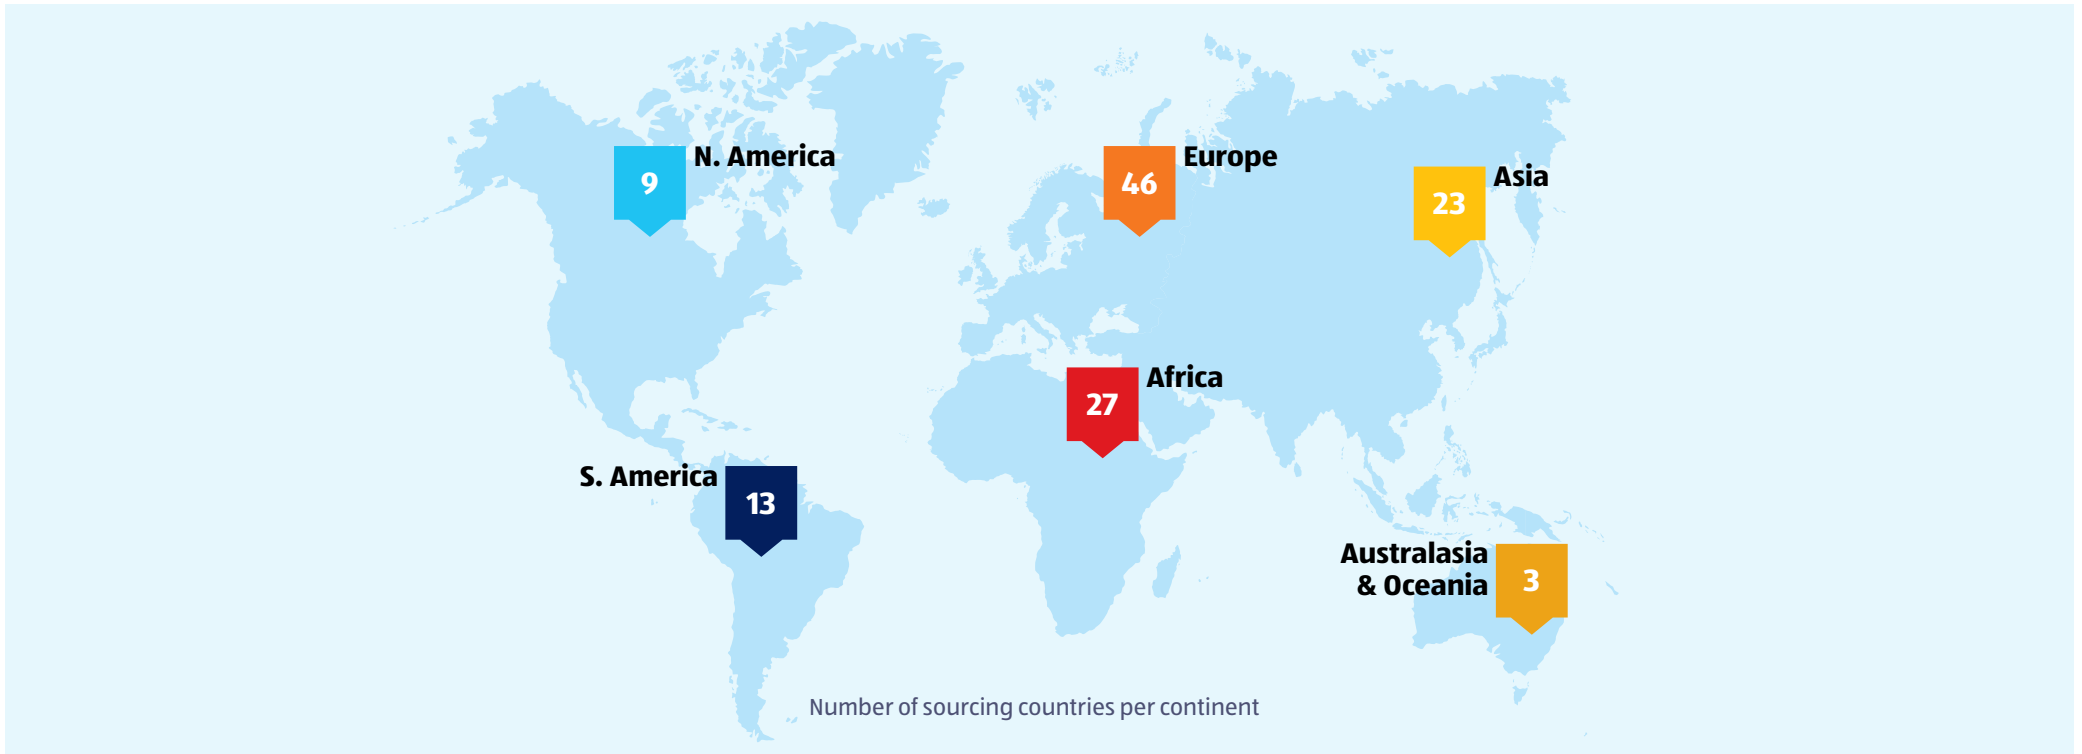 N. America
9
Europe
46
Asia
23
Africa
27
S. America
13
Australasia
& Oceania
3
Number of sourcing countries per continent